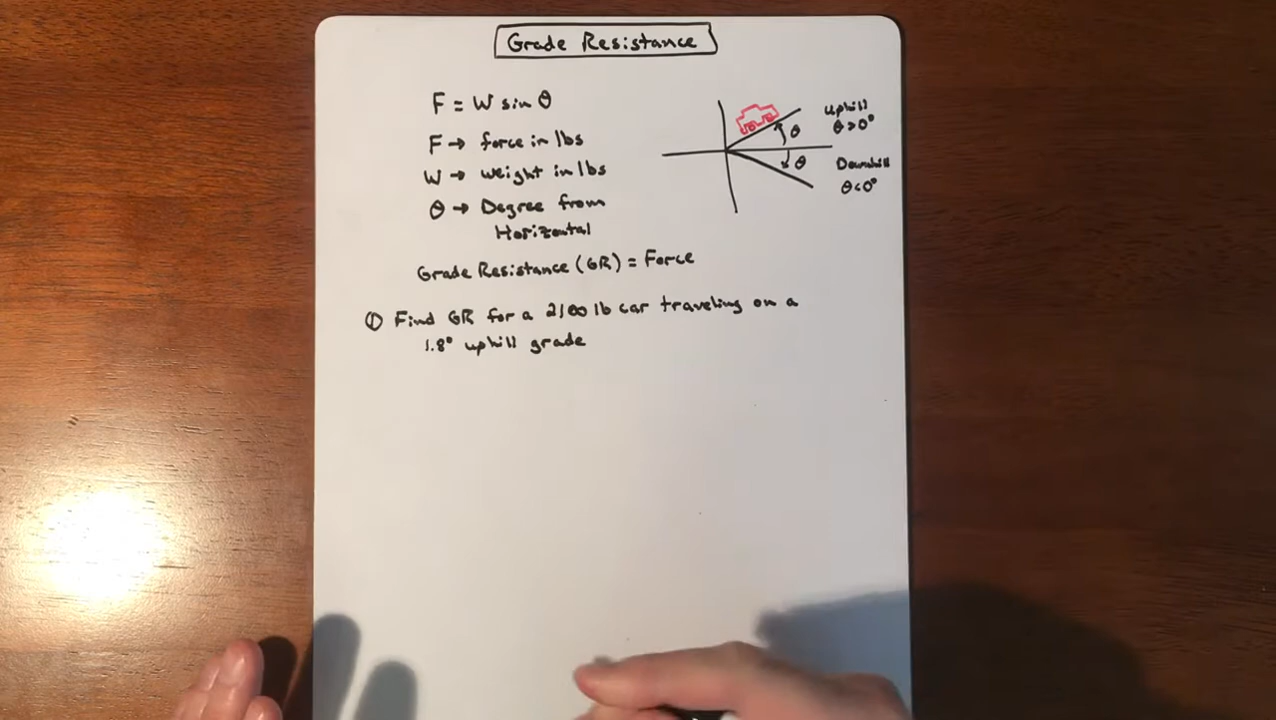 Grade Resistance
F = W sin θ
F → force in lbs
W → weight in lbs
θ → Degree from
Horizontal
Uphill
θ > 0°
θ
θ
Downhill
θ < 0°
Grade Resistance (GR) = Force
① Find GR for a 2100 lb car traveling on a
1.8° uphill grade